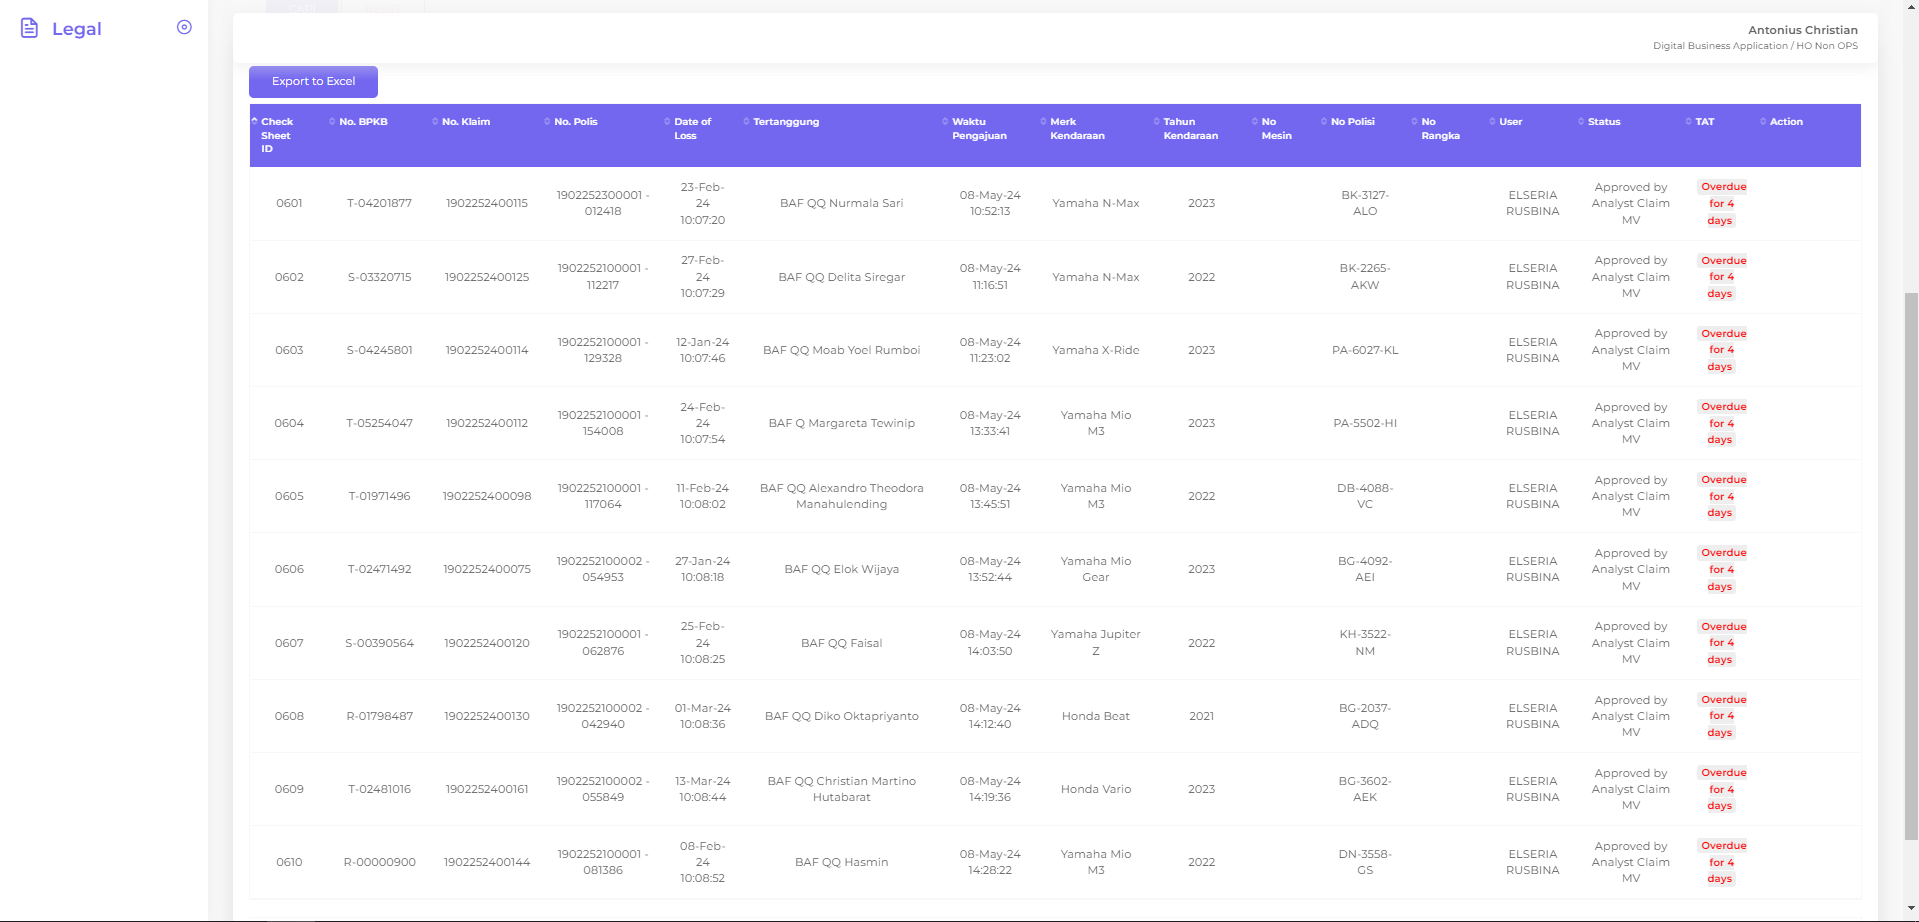 Legal
Antonius Christian
Digital Business Application / HO Non OPS
Export to Excel
Check Sheet ID No. BPKB No. Klaim No. Polis Date of Loss Tertanggung Waktu Pengajuan Merk Kendaraan Tahun Kendaraan No Mesin No Polisi No Rangka User Status TAT Action
0601 T-04201877 1902252400115 1902252300001 - 012418 23-Feb-24 10:07:20 BAF QQ Nurmala Sari 08-May-24 10:52:13 Yamaha N-Max 2023 BK-3127-ALO ELSERIA RUSBINA Approved by Analyst Claim MV Overdue for 4 days
0602 S-03320715 1902252400125 1902252100001 - 112217 27-Feb-24 10:07:29 BAF QQ Delita Siregar 08-May-24 11:16:51 Yamaha N-Max 2022 BK-2265-AKW ELSERIA RUSBINA Approved by Analyst Claim MV Overdue for 4 days
0603 S-04245801 1902252400114 1902252100001 - 129328 12-Jan-24 10:07:46 BAF QQ Moab Yoel Rumboi 08-May-24 11:23:02 Yamaha X-Ride 2023 PA-6027-KL ELSERIA RUSBINA Approved by Analyst Claim MV Overdue for 4 days
0604 T-05254047 1902252400112 1902252100001 - 154008 24-Feb-24 10:07:54 BAF Q Margareta Tewinip 08-May-24 13:33:41 Yamaha Mio M3 2023 PA-5502-HI ELSERIA RUSBINA Approved by Analyst Claim MV Overdue for 4 days
0605 T-01971496 1902252400098 1902252100001 - 117064 11-Feb-24 10:08:02 BAF QQ Alexandro Theodora Manahulending 08-May-24 13:45:51 Yamaha Mio M3 2022 DB-4088-VC ELSERIA RUSBINA Approved by Analyst Claim MV Overdue for 4 days
0606 T-02471492 1902252400075 1902252100002 - 054953 27-Jan-24 10:08:18 BAF QQ Elok Wijaya 08-May-24 13:52:44 Yamaha Mio Gear 2023 BG-4092-AEI ELSERIA RUSBINA Approved by Analyst Claim MV Overdue for 4 days
0607 S-00390564 1902252400120 1902252100001 - 062876 25-Feb-24 10:08:25 BAF QQ Faisal 08-May-24 14:03:50 Yamaha Jupiter Z 2022 KH-3522-NM ELSERIA RUSBINA Approved by Analyst Claim MV Overdue for 4 days
0608 R-01798487 1902252400130 1902252100002 - 042940 01-Mar-24 10:08:36 BAF QQ Diko Oktapriyanto 08-May-24 14:12:40 Honda Beat 2021 BG-2037-ADQ ELSERIA RUSBINA Approved by Analyst Claim MV Overdue for 4 days
0609 T-02481016 1902252400161 1902252100002 - 055849 13-Mar-24 10:08:44 BAF QQ Christian Martino Hutabarat 08-May-24 14:19:36 Honda Vario 2023 BG-3602-AEK ELSERIA RUSBINA Approved by Analyst Claim MV Overdue for 4 days
0610 R-00000900 1902252400144 1902252100001 - 081386 08-Feb-24 10:08:52 BAF QQ Hasmin 08-May-24 14:28:22 Yamaha Mio M3 2022 DN-3558-GS ELSERIA RUSBINA Approved by Analyst Claim MV Overdue for 4 days